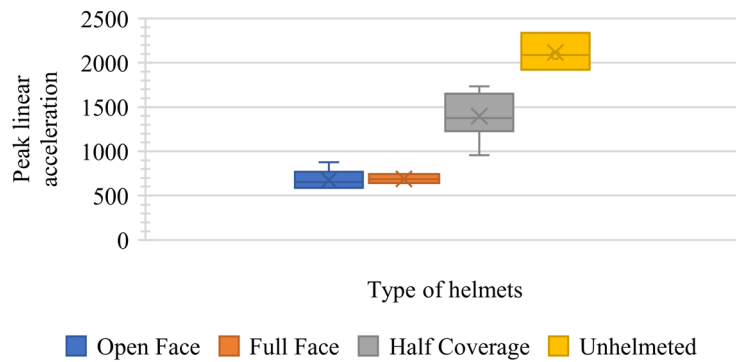 2500
2000
1500
1000
500
0
Peak linear
acceleration
Type of helmets
Open Face
Full Face
Half Coverage
Unhelmeted